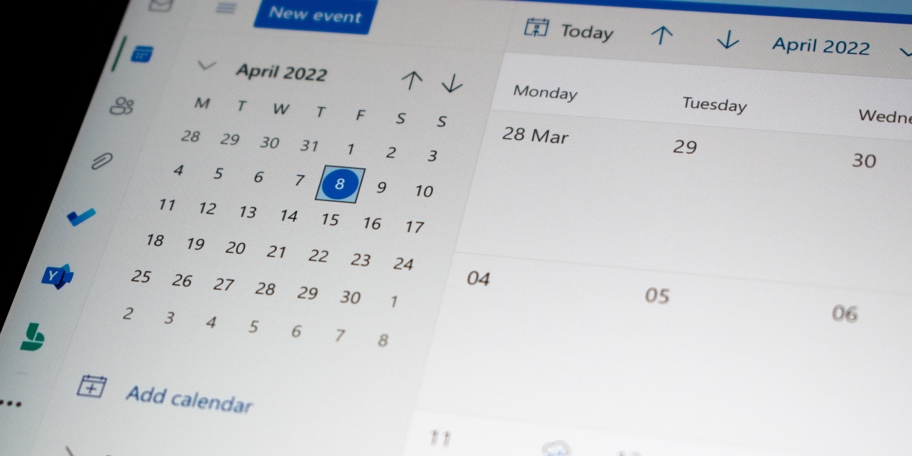 New event
Today
April 2022
April 2022
M T W T F S S
28 29 30 31 1 2 3
4 5 6 7 8 9 10
11 12 13 14 15 16 17
18 19 20 21 22 23 24
25 26 27 28 29 30 1
2 3 4 5 6 7 8
Add calendar
Monday Tuesday Wedne
28 Mar 29 30
04 05 06
11